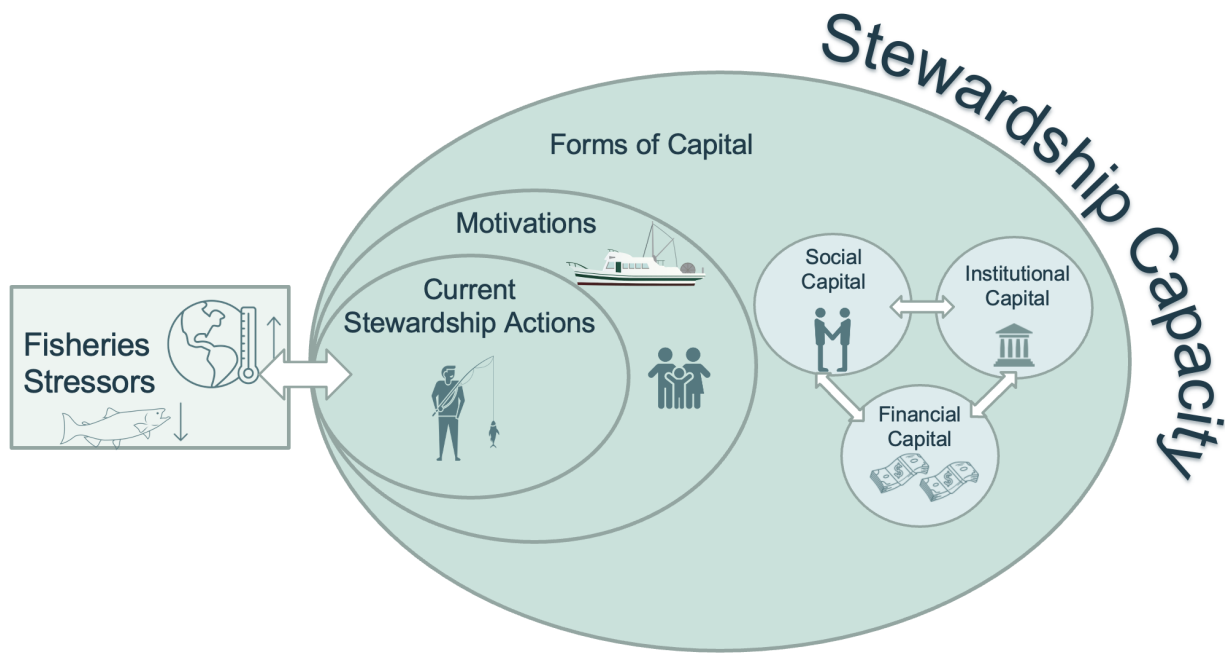 Stewardship Capacity
Forms of Capital
Motivations
Current
Stewardship Actions
Fisheries
Stressors
Social
Capital
Institutional
Capital
Financial
Capital